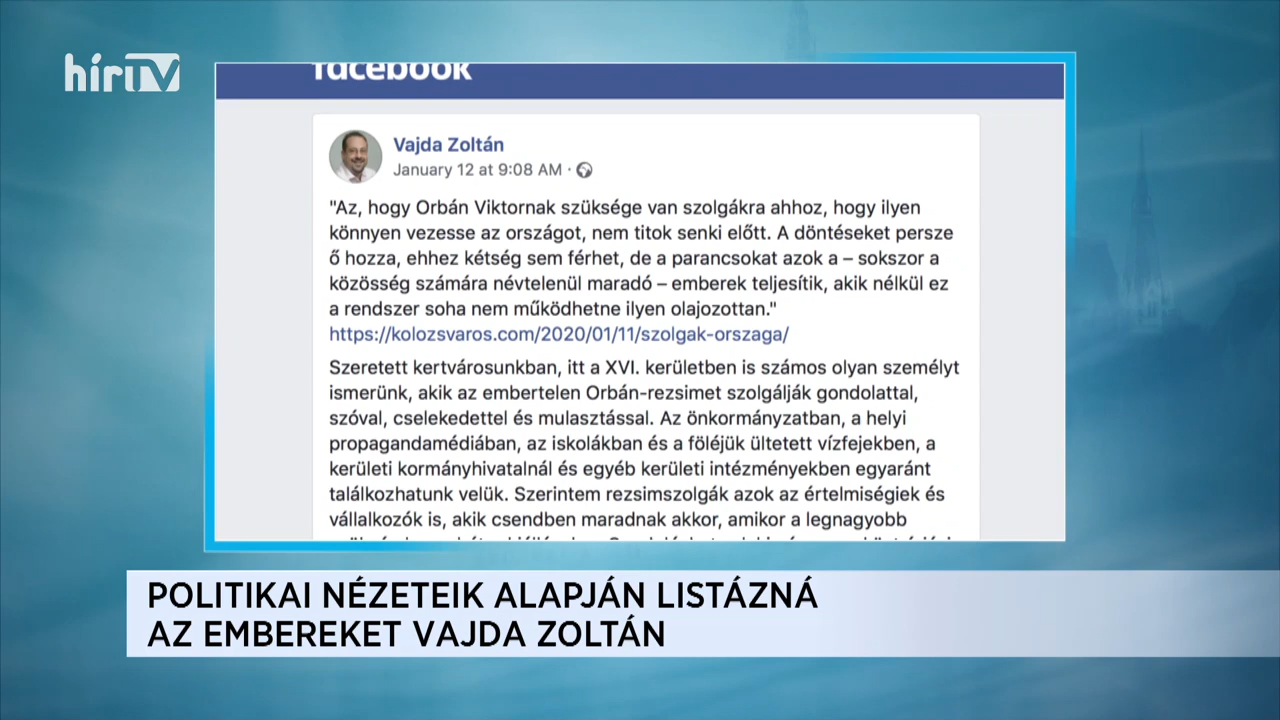 hírTV
facebook
Vajda Zoltán
January 12 at 9:08 AM ·
"Az, hogy Orbán Viktornak szüksége van szolgákra ahhoz, hogy ilyen
könnyen vezesse az országot, nem titok senki előtt. A döntéseket persze
ő hozza, ehhez kétség sem férhet, de a parancsokat azok a – sokszor a
közösség számára névtelenül maradó – emberek teljesítik, akik nélkül ez
a rendszer soha nem működhetne ilyen olajozottan."
https://kolozsvaros.com/2020/01/11/szolgak-orszaga/
Szeretett kertvárosunkban, itt a XVI. kerületben is számos olyan személyt
ismerünk, akik az embertelen Orbán-rezsimet szolgálják gondolattal,
szóval, cselekedettel és mulasztással. Az önkormányzatban, a helyi
propagandamédiában, az iskolákban és a föléjük ültetett vízfejekben, a
kerületi kormányhivatalnál és egyéb kerületi intézményekben egyaránt
találkozhatunk velük. Szerintem rezsimszolgák azok az értelmiségiek és
vállalkozók is, akik csendben maradnak akkor, amikor a legnagyobb
POLITIKAI NÉZETEIK ALAPJÁN LISTÁZNÁ
AZ EMBEREKET VAJDA ZOLTÁN